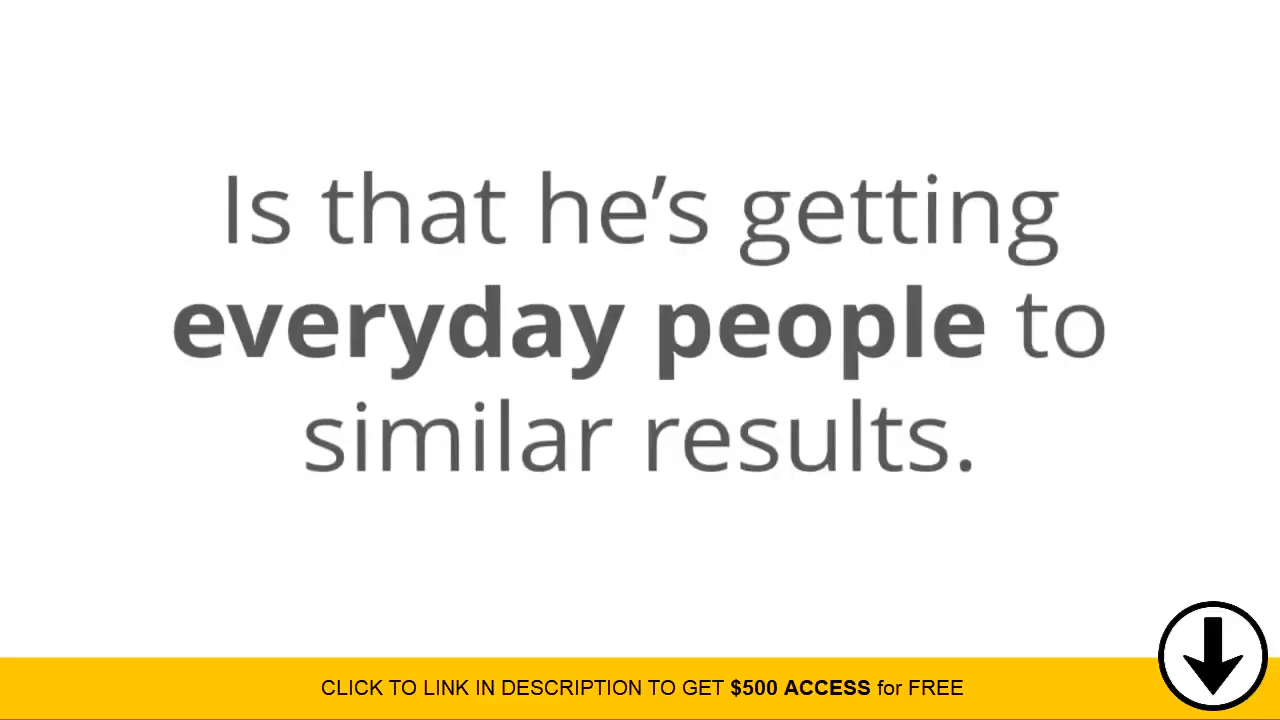 Is that he’s getting
everyday people to
similar results.
CLICK TO LINK IN DESCRIPTION TO GET $500 ACCESS for FREE